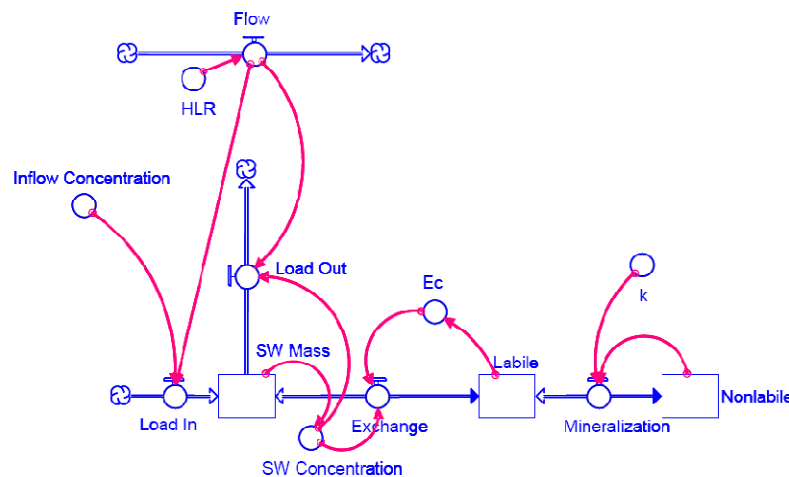 Flow
HLR
Inflow Concentration
Load Out
Ec
k
SW Mass
Labile
Nonlabile
Load In
Exchange
Mineralization
SW Concentration